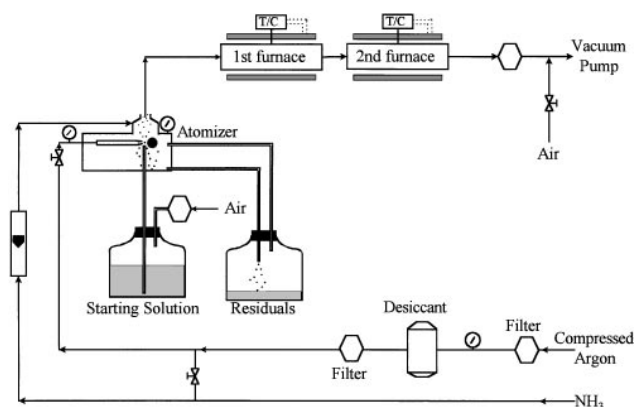 T/C
T/C
1st furnace
2nd furnace
Vacuum
Pump
Atomizer
Air
Air
Starting Solution
Residuals
Desiccant
Filter
Compressed
Argon
Filter
NH3